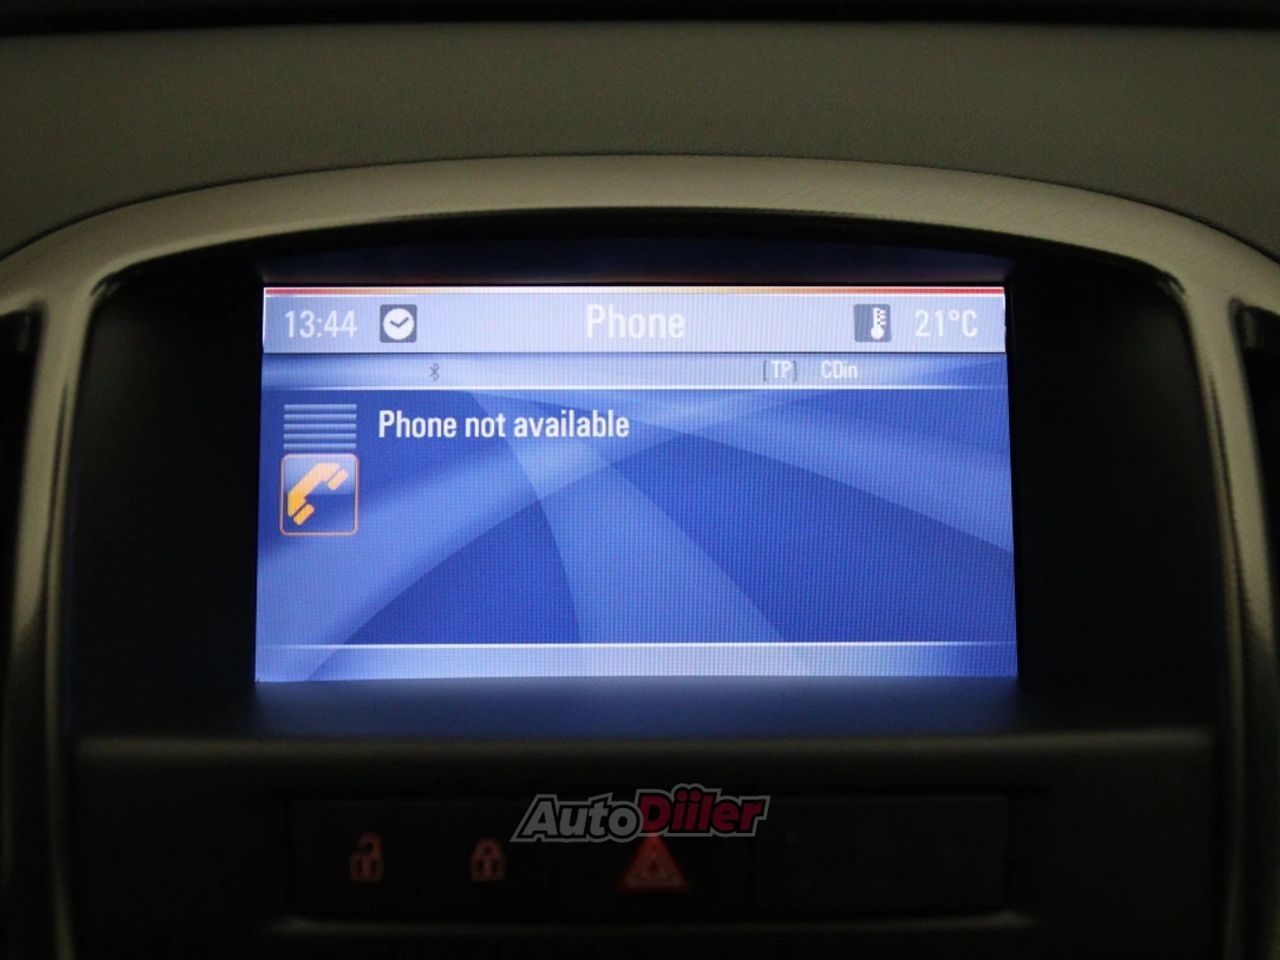 13:44 Phone 21°C
[TP] CDin
Phone not available
AutoDiiler